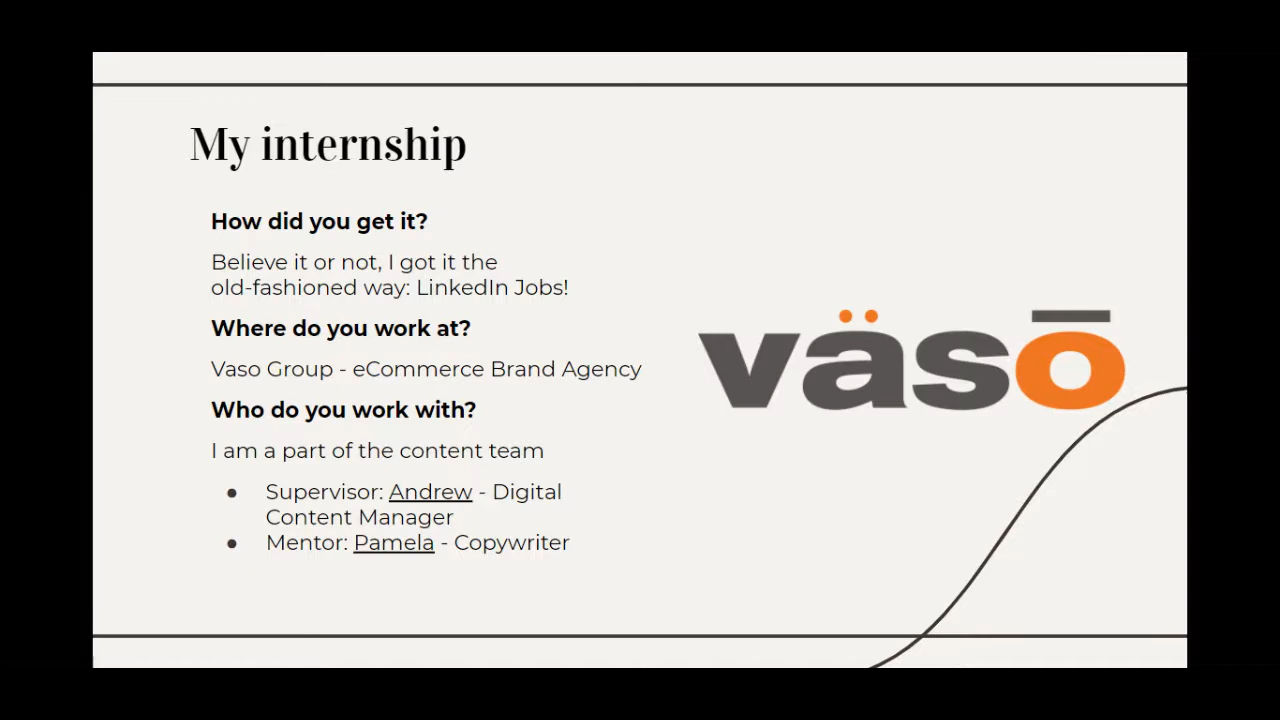 My internship
How did you get it?
Believe it or not, I got it the
old-fashioned way: LinkedIn Jobs!
Where do you work at?
Vaso Group - eCommerce Brand Agency
Who do you work with?
I am a part of the content team
● Supervisor: Andrew - Digital
Content Manager
● Mentor: Pamela - Copywriter
väsō